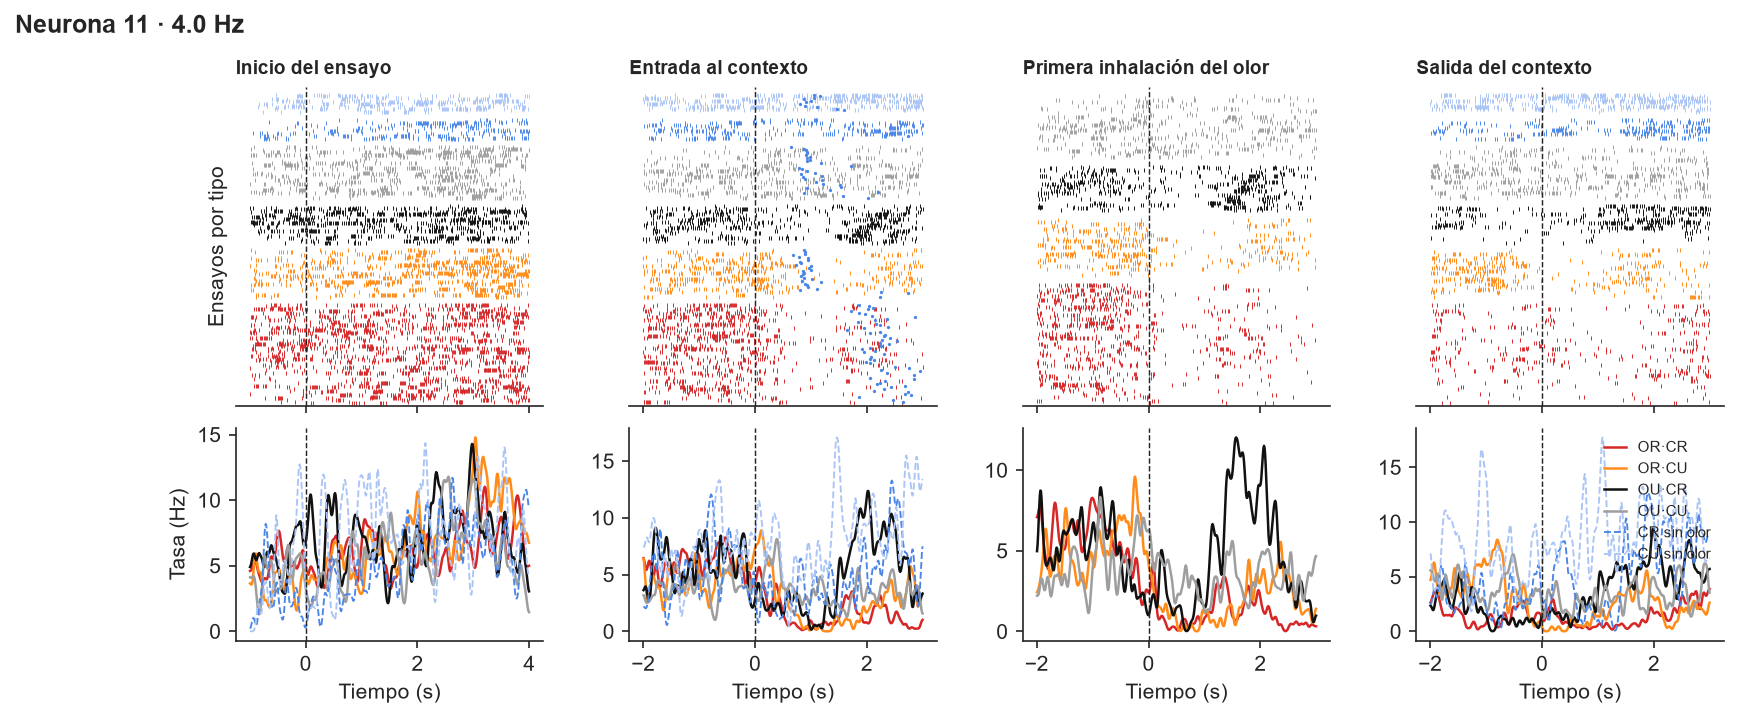 Neurona 11 · 4.0 Hz
Inicio del ensayo
Entrada al contexto
Primera inhalación del olor
Salida del contexto
Ensayos por tipo
Tasa (Hz)
15
10
5
0
15
10
5
0
10
5
0
15
10
5
0
OR·CR
OR·CU
OU·CR
OU·CU
CR sin olor
CU sin olor
0
2
4
−2
0
2
−2
0
2
−2
0
2
Tiempo (s)
Tiempo (s)
Tiempo (s)
Tiempo (s)